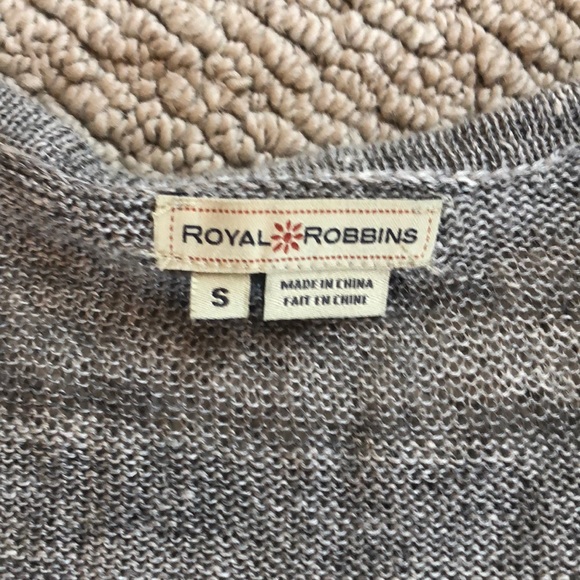 ROYAL ROBBINS
S
MADE IN CHINA
FAIT EN CHINE